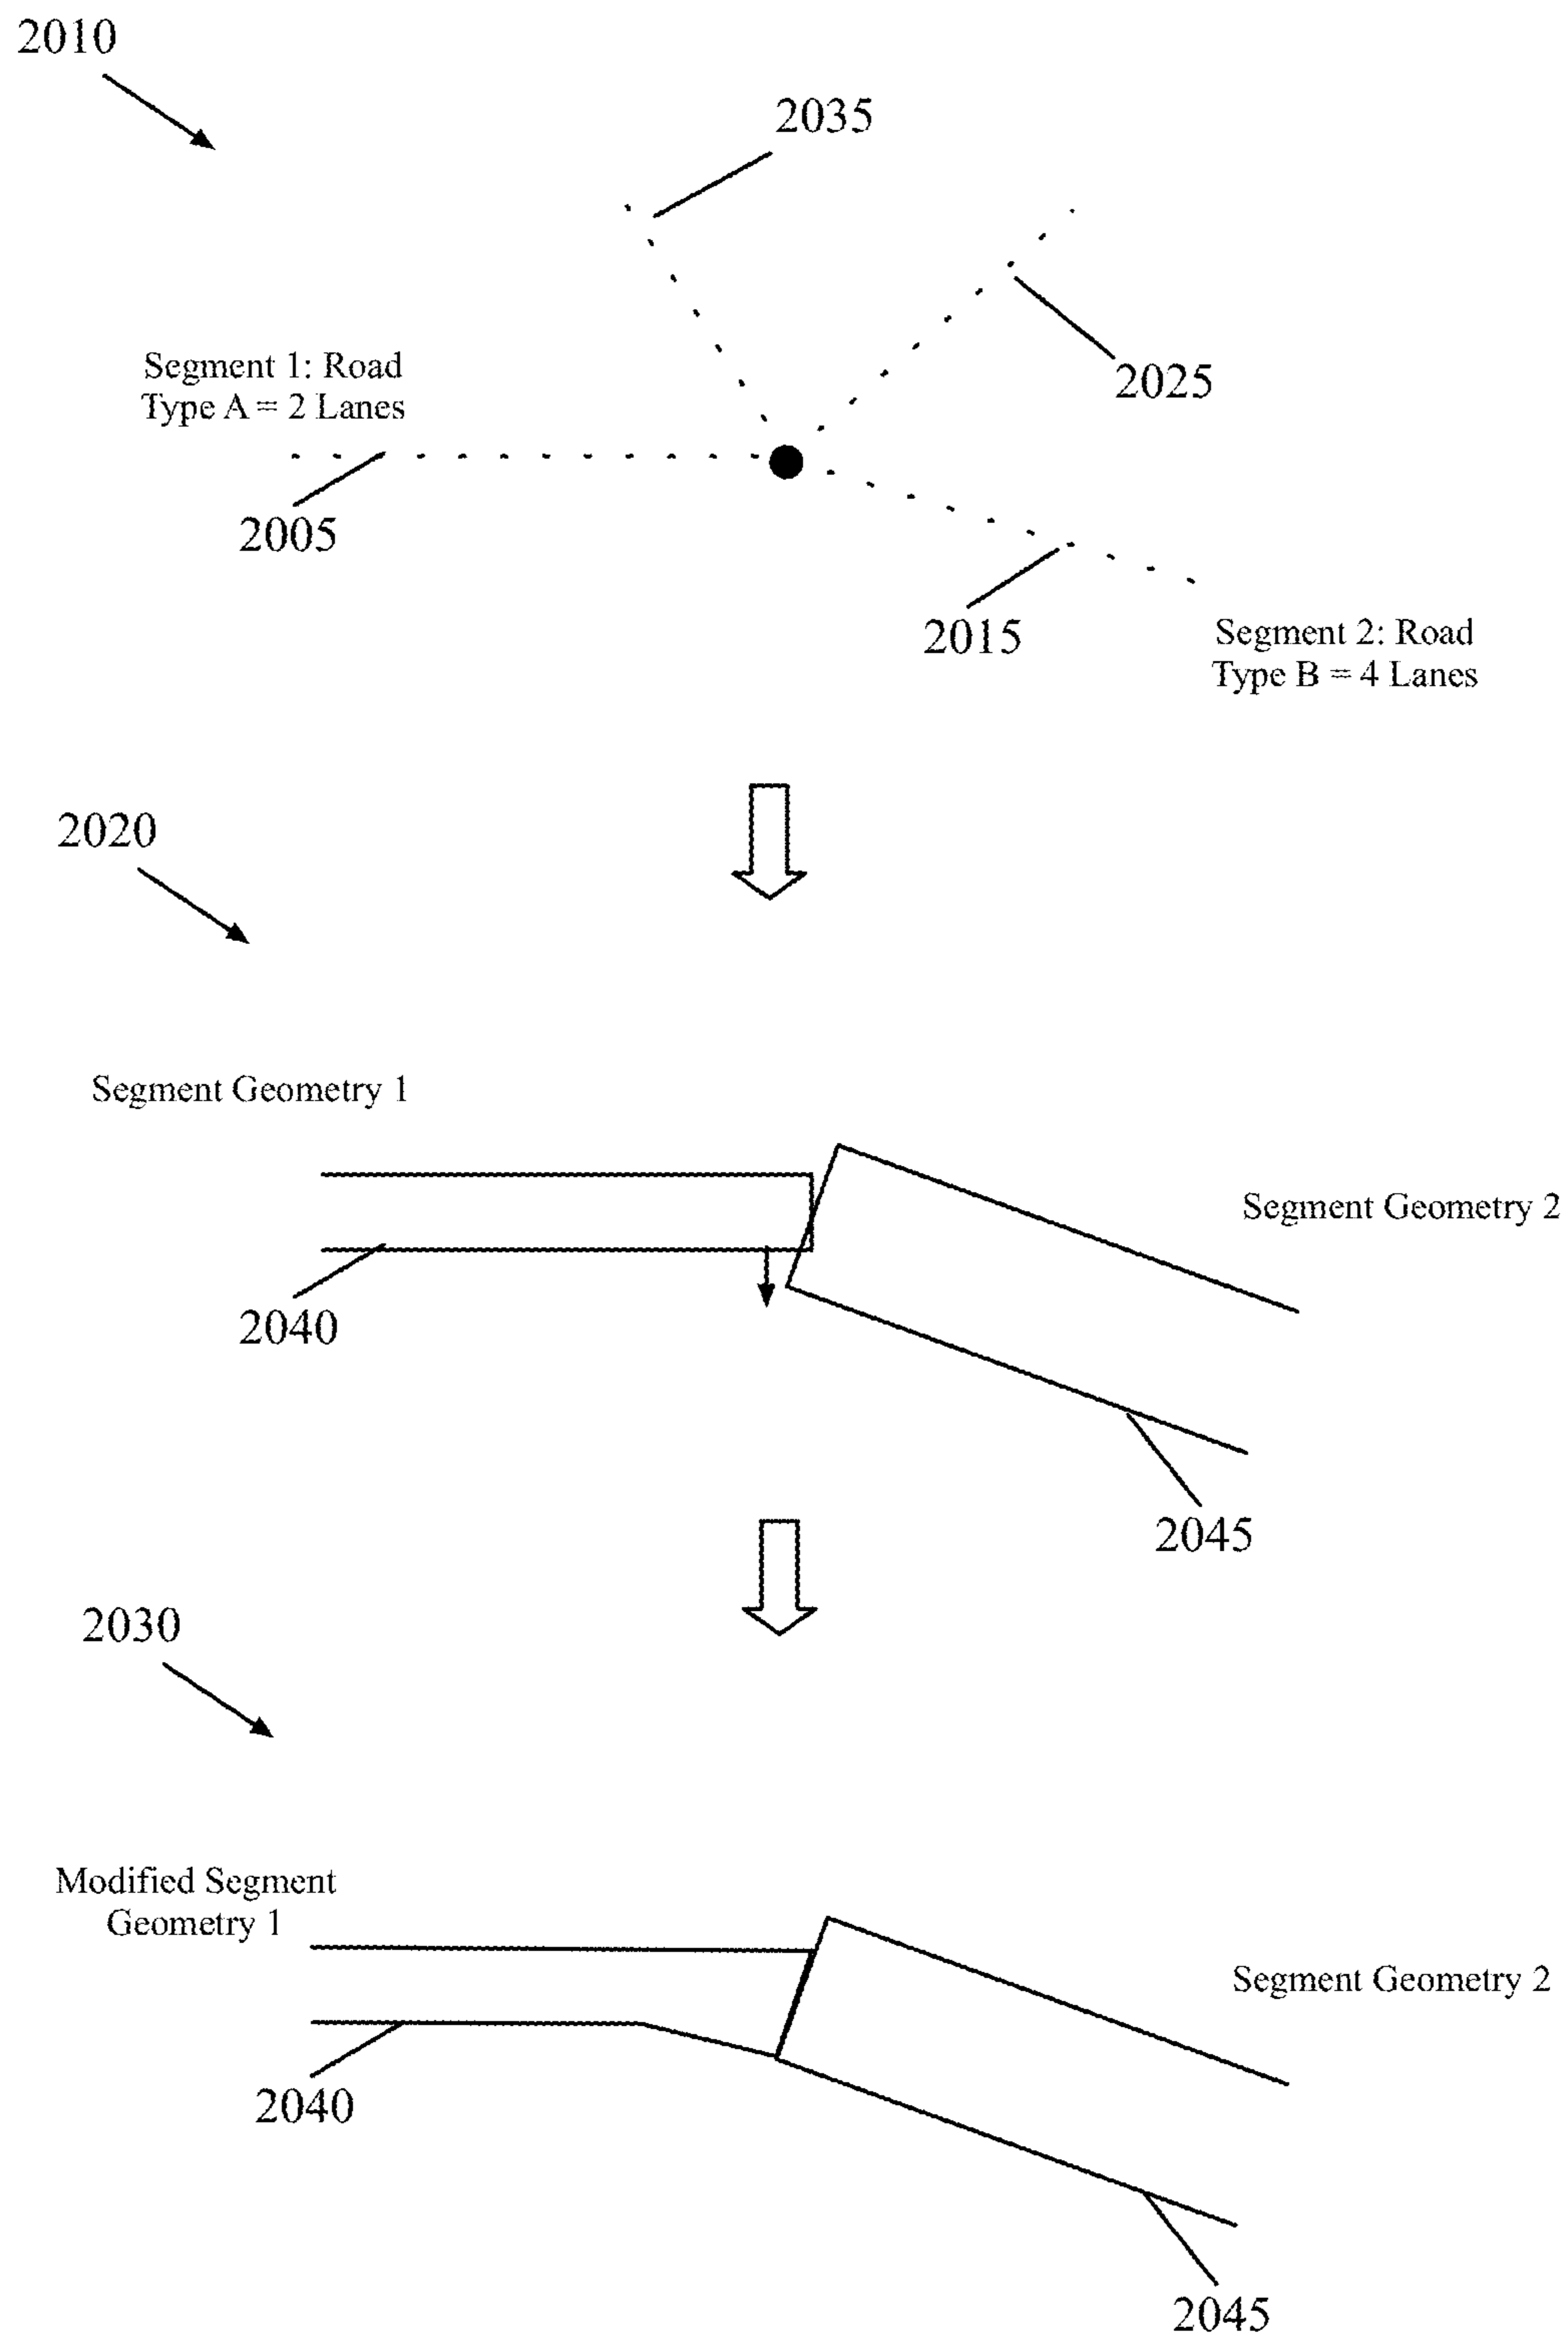 2010
2035
2025
Segment 1: Road
Type A = 2 Lanes
2005
2015
Segment 2: Road
Type B = 4 Lanes
2020
Segment Geometry 1
Segment Geometry 2
2040
2045
2030
Modified Segment
Geometry 1
Segment Geometry 2
2040
2045